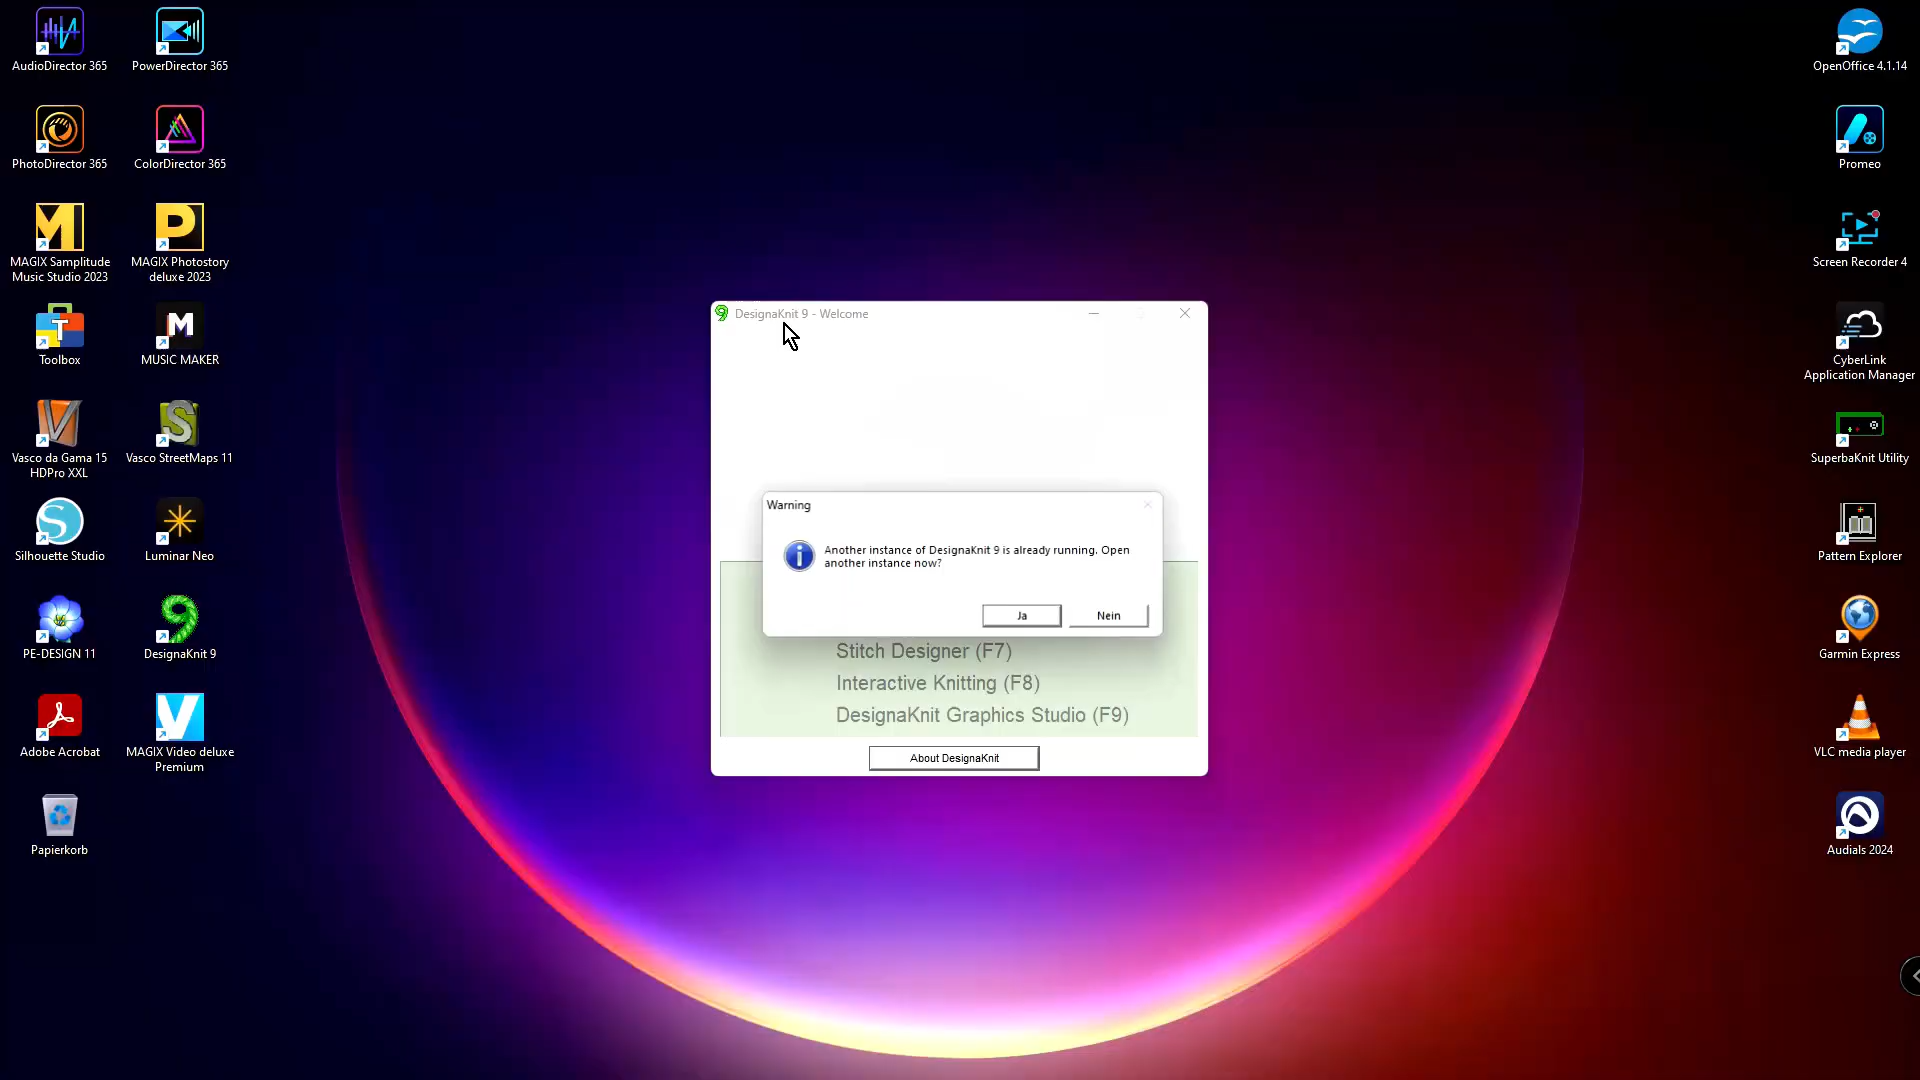 AudioDirector 365
PowerDirector 365
PhotoDirector 365
ColorDirector 365
MAGIX Samplitude
Music Studio 2023
MAGIX Photostory
deluxe 2023
Toolbox
MUSIC MAKER
Vasco da Gama 15
HDPro XXL
Vasco StreetMaps 11
Silhouette Studio
Luminar Neo
PE-DESIGN 11
DesignaKnit 9
Adobe Acrobat
MAGIX Video deluxe
Premium
Papierkorb
DesignaKnit 9 - Welcome
Warning
Another instance of DesignaKnit 9 is already running. Open
another instance now?
Ja
Nein
Stitch Designer (F7)
Interactive Knitting (F8)
DesignaKnit Graphics Studio (F9)
About DesignaKnit
OpenOffice 4.1.14
Promeo
Screen Recorder 4
CyberLink
Application Manager
SuperbaKnit Utility
Pattern Explorer
Garmin Express
VLC media player
Audials 2024